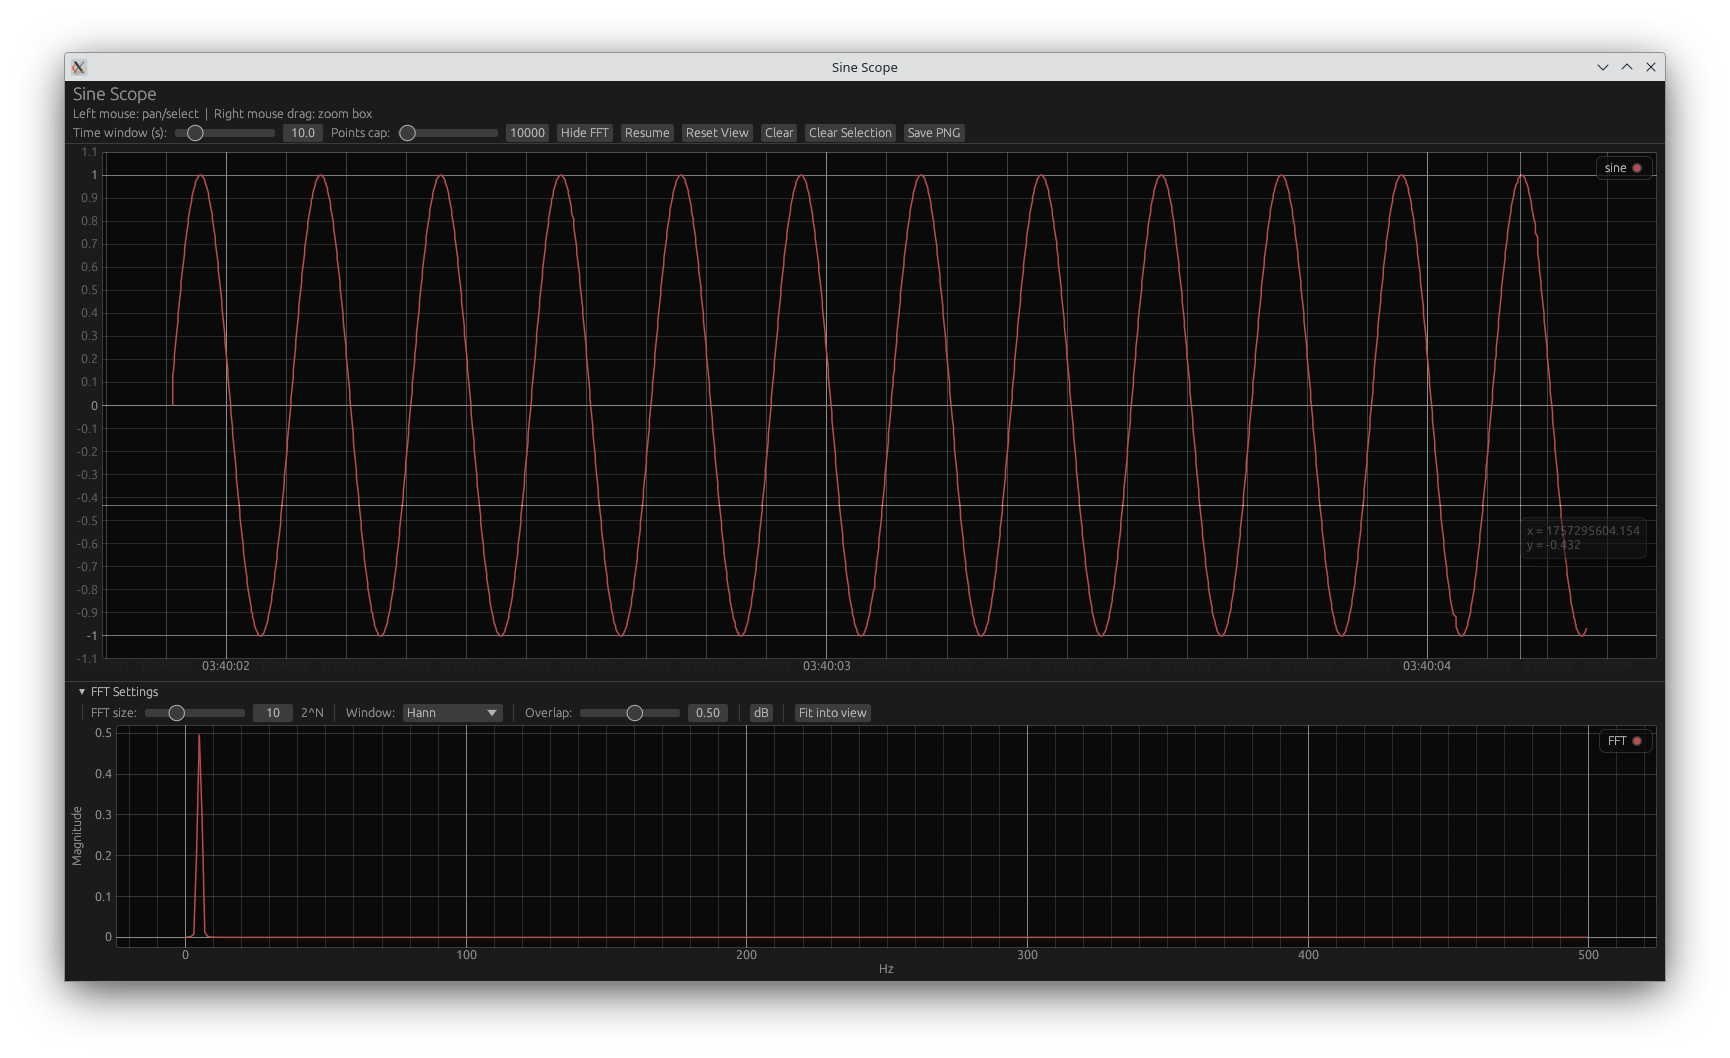 Sine Scope
Sine Scope
Left mouse: pan/select | Right mouse drag: zoom box
Time window (s): 10.0 Points cap: 10000 Hide FFT Resume Reset View Clear Clear Selection Save PNG
1.1
1
0.9
0.8
0.7
0.6
0.5
0.4
0.3
0.2
0.1
0
-0.1
-0.2
-0.3
-0.4
-0.5
-0.6
-0.7
-0.8
-0.9
-1
-1.1
sine
x = 1757295604.154
y = -0.432
03:40:02 03:40:03 03:40:04
▼ FFT Settings
FFT size: 10 2^N Window: Hann Overlap: 0.50 dB Fit into view
0.5
0.4
0.3
0.2
0.1
0
Magnitude
FFT
0 100 200 300 400 500
Hz